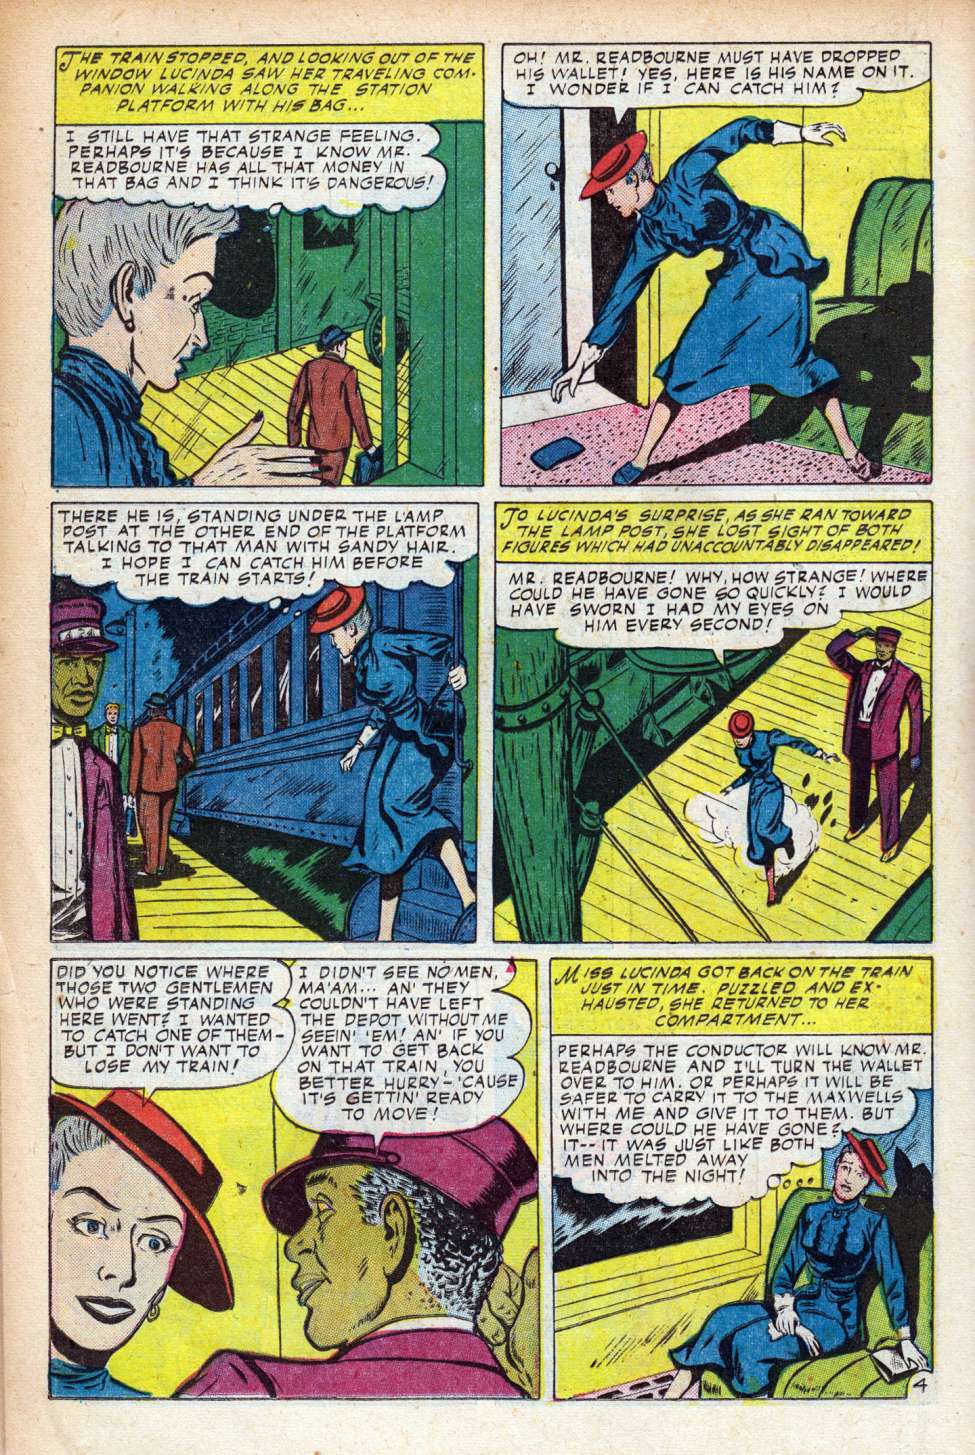 THE TRAIN STOPPED, AND LOOKING OUT OF THE
WINDOW LUCINDA SAW HER TRAVELING COM-
PANION WALKING ALONG THE STATION
PLATFORM WITH HIS BAG...
I STILL HAVE THAT STRANGE FEELING.
PERHAPS IT'S BECAUSE I KNOW MR.
READBOURNE HAS ALL THAT MONEY IN
THAT BAG AND I THINK IT'S DANGEROUS!
OH! MR. READBOURNE MUST HAVE DROPPED
HIS WALLET! YES, HERE IS HIS NAME ON IT.
I WONDER IF I CAN CATCH HIM?
THERE HE IS, STANDING UNDER THE LAMP
POST AT THE OTHER END OF THE PLATFORM
TALKING TO THAT MAN WITH SANDY HAIR.
I HOPE I CAN CATCH HIM BEFORE
THE TRAIN STARTS!
TO LUCINDA'S SURPRISE, AS SHE RAN TOWARD
THE LAMP POST, SHE LOST SIGHT OF BOTH
FIGURES WHICH HAD UNACCOUNTABLY DISAPPEARED!
MR. READBOURNE! WHY, HOW STRANGE! WHERE
COULD HE HAVE GONE SO QUICKLY? I WOULD
HAVE SWORN I HAD MY EYES ON
HIM EVERY SECOND!
DID YOU NOTICE WHERE
THOSE TWO GENTLEMEN
WHO WERE STANDING
HERE WENT? I WANTED
TO CATCH ONE OF THEM-
BUT I DON'T WANT TO
LOSE MY TRAIN!
I DIDN'T SEE NO MEN,
MA'AM... AN' THEY
COULDN'T HAVE LEFT
THE DEPOT WITHOUT ME
SEEIN' 'EM! AN' IF YOU
WANT TO GET BACK
ON THAT TRAIN, YOU
BETTER HURRY-'CAUSE
IT'S GETTIN' READY
TO MOVE!
MISS LUCINDA GOT BACK ON THE TRAIN
JUST IN TIME. PUZZLED AND EX-
HAUSTED, SHE RETURNED TO HER
COMPARTMENT...
PERHAPS THE CONDUCTOR WILL KNOW MR.
READBOURNE AND I'LL TURN THE WALLET
OVER TO HIM. OR PERHAPS IT WILL BE
SAFER TO CARRY IT TO THE MAXWELLS
WITH ME AND GIVE IT TO THEM. BUT
WHERE COULD HE HAVE GONE?
IT-- IT WAS JUST LIKE BOTH
MEN MELTED AWAY
INTO THE NIGHT!
4